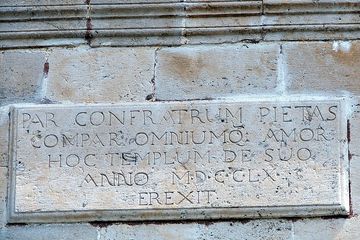 PAR CONFRATRUM PIETAS
COMPAR OMNIUMQ. AMOR
HOC TEMPLUM DE SUO
ANNO MDCCLX
EREXIT